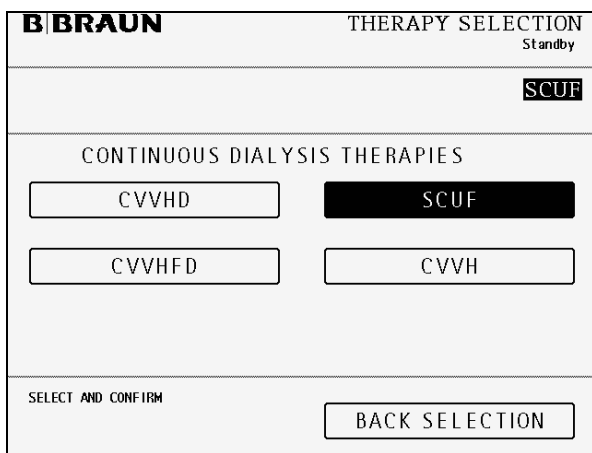 B|BRAUN
THERAPY SELECTION
Standby
SCUF
CONTINUOUS DIALYSIS THERAPIES
CVVHD
SCUF
CVVHFD
CVVH
SELECT AND CONFIRM
BACK SELECTION